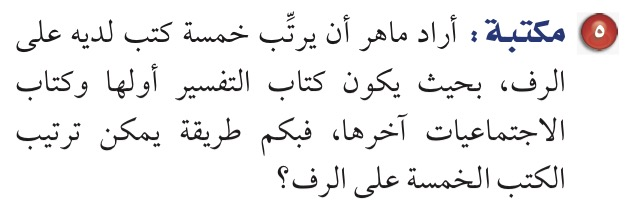 ٥ مكتبة : أراد ماهر أن يرتِّب خمسة كتب لديه على
الرف، بحيث يكون كتاب التفسير أولها وكتاب
الاجتماعيات آخرها، فبكم طريقة يمكن ترتيب
الكتب الخمسة على الرف؟